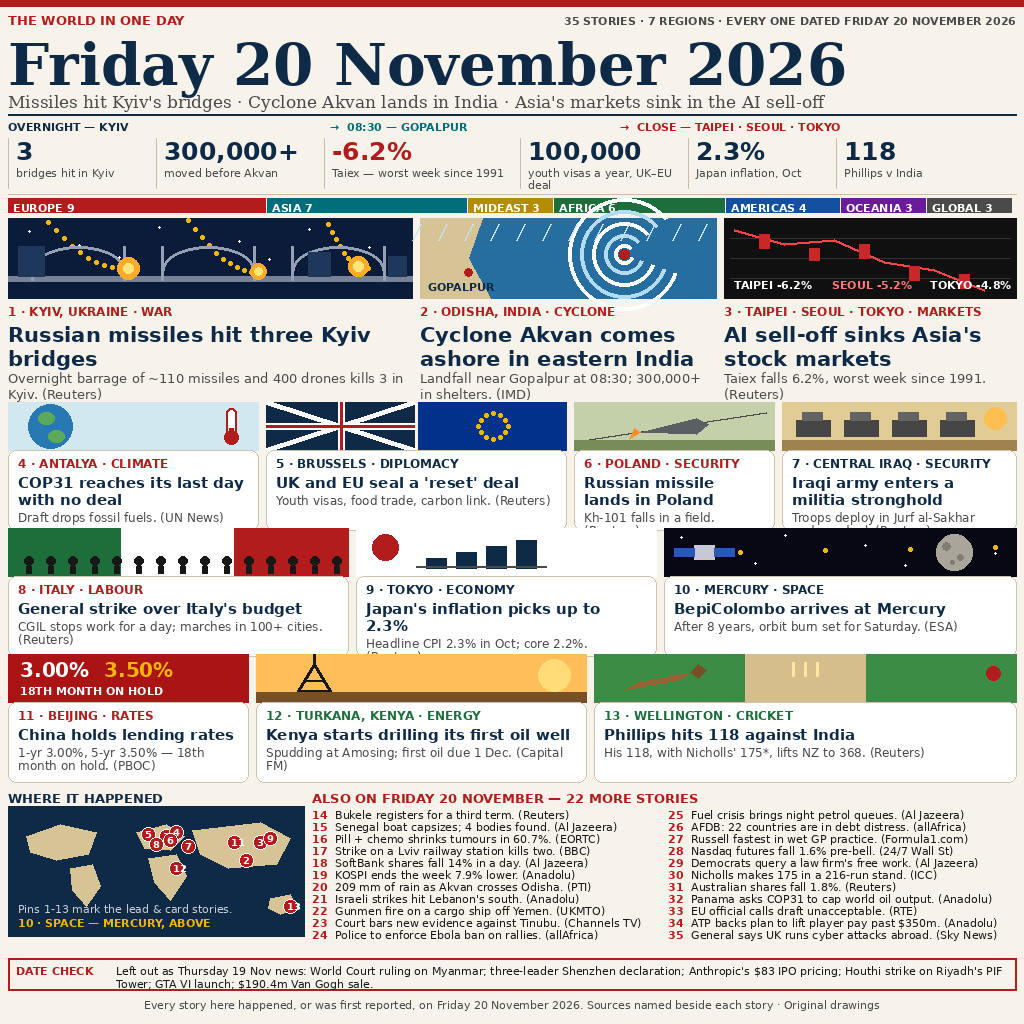 THE WORLD IN ONE DAY
35 STORIES · 7 REGIONS · EVERY ONE DATED FRIDAY 20 NOVEMBER 2026
Friday 20 November 2026
Missiles hit Kyiv's bridges · Cyclone Akvan lands in India · Asia's markets sink in the AI sell-off
OVERNIGHT — KYIV
→ 08:30 — GOPALPUR
→ CLOSE — TAIPEI · SEOUL · TOKYO
3
bridges hit in Kyiv
300,000+
moved before Akvan
-6.2%
Taiex — worst week since 1991
100,000
youth visas a year, UK–EU
deal
2.3%
Japan inflation, Oct
118
Phillips v India
EUROPE 9
ASIA 7
MIDEAST 3
AFRICA 6
AMERICAS 4
OCEANIA 3
GLOBAL 3
GOPALPUR
TAIPEI -6.2%
SEOUL -5.2%
TOKYO -4.8%
1 · KYIV, UKRAINE · WAR
Russian missiles hit three Kyiv
bridges
Overnight barrage of ~110 missiles and 400 drones kills 3 in
Kyiv. (Reuters)
2 · ODISHA, INDIA · CYCLONE
Cyclone Akvan comes
ashore in eastern India
Landfall near Gopalpur at 08:30; 300,000+
in shelters. (IMD)
3 · TAIPEI · SEOUL · TOKYO · MARKETS
AI sell-off sinks Asia's
stock markets
Taiex falls 6.2%, worst week since 1991.
(Reuters)
4 · ANTALYA · CLIMATE
COP31 reaches its last day
with no deal
Draft drops fossil fuels. (UN News)
5 · BRUSSELS · DIPLOMACY
UK and EU seal a 'reset' deal
Youth visas, food trade, carbon link. (Reuters)
6 · POLAND · SECURITY
Russian missile
lands in Poland
Kh-101 falls in a field.
7 · CENTRAL IRAQ · SECURITY
Iraqi army enters a
militia stronghold
Troops deploy in Jurf al-Sakhar
8 · ITALY · LABOUR
General strike over Italy's budget
CGIL stops work for a day; marches in 100+ cities.
(Reuters)
9 · TOKYO · ECONOMY
Japan's inflation picks up to
2.3%
Headline CPI 2.3% in Oct; core 2.2%.
10 · MERCURY · SPACE
BepiColombo arrives at Mercury
After 8 years, orbit burn set for Saturday. (ESA)
3.00% 3.50%
18TH MONTH ON HOLD
11 · BEIJING · RATES
China holds lending rates
1-yr 3.00%, 5-yr 3.50% — 18th
month on hold. (PBOC)
12 · TURKANA, KENYA · ENERGY
Kenya starts drilling its first oil well
Spudding at Amosing; first oil due 1 Dec. (Capital
FM)
13 · WELLINGTON · CRICKET
Phillips hits 118 against India
His 118, with Nicholls' 175*, lifts NZ to 368. (Reuters)
WHERE IT HAPPENED
5
4
8
6
7
1
3
9
2
12
13
Pins 1-13 mark the lead & card stories.
10 · SPACE — MERCURY, ABOVE
ALSO ON FRIDAY 20 NOVEMBER — 22 MORE STORIES
14 Bukele registers for a third term. (Reuters)
15 Senegal boat capsizes; 4 bodies found. (Al Jazeera)
16 Pill + chemo shrinks tumours in 60.7%. (EORTC)
17 Strike on a Lviv railway station kills two. (BBC)
18 SoftBank shares fall 14% in a day. (Al Jazeera)
19 KOSPI ends the week 7.9% lower. (Anadolu)
20 209 mm of rain as Akvan crosses Odisha. (PTI)
21 Israeli strikes hit Lebanon's south. (Anadolu)
22 Gunmen fire on a cargo ship off Yemen. (UKMTO)
23 Court bars new evidence against Tinubu. (Channels TV)
24 Police to enforce Ebola ban on rallies. (allAfrica)
25 Fuel crisis brings night petrol queues. (Al Jazeera)
26 AFDB: 22 countries are in debt distress. (allAfrica)
27 Russell fastest in wet GP practice. (Formula1.com)
28 Nasdaq futures fall 1.6% pre-bell. (24/7 Wall St)
29 Democrats query a law firm's free work. (Al Jazeera)
30 Nicholls makes 175 in a 216-run stand. (ICC)
31 Australian shares fall 1.8%. (Reuters)
32 Panama asks COP31 to cap world oil output. (Anadolu)
33 EU official calls draft unacceptable. (RTE)
34 ATP backs plan to lift player pay past $350m. (Anadolu)
35 General says UK runs cyber attacks abroad. (Sky News)
DATE CHECK
Left out as Thursday 19 Nov news: World Court ruling on Myanmar; three-leader Shenzhen declaration; Anthropic's $83 IPO pricing; Houthi strike on Riyadh's PIF
Tower; GTA VI launch; $190.4m Van Gogh sale.
Every story here happened, or was first reported, on Friday 20 November 2026. Sources named beside each story · Original drawings